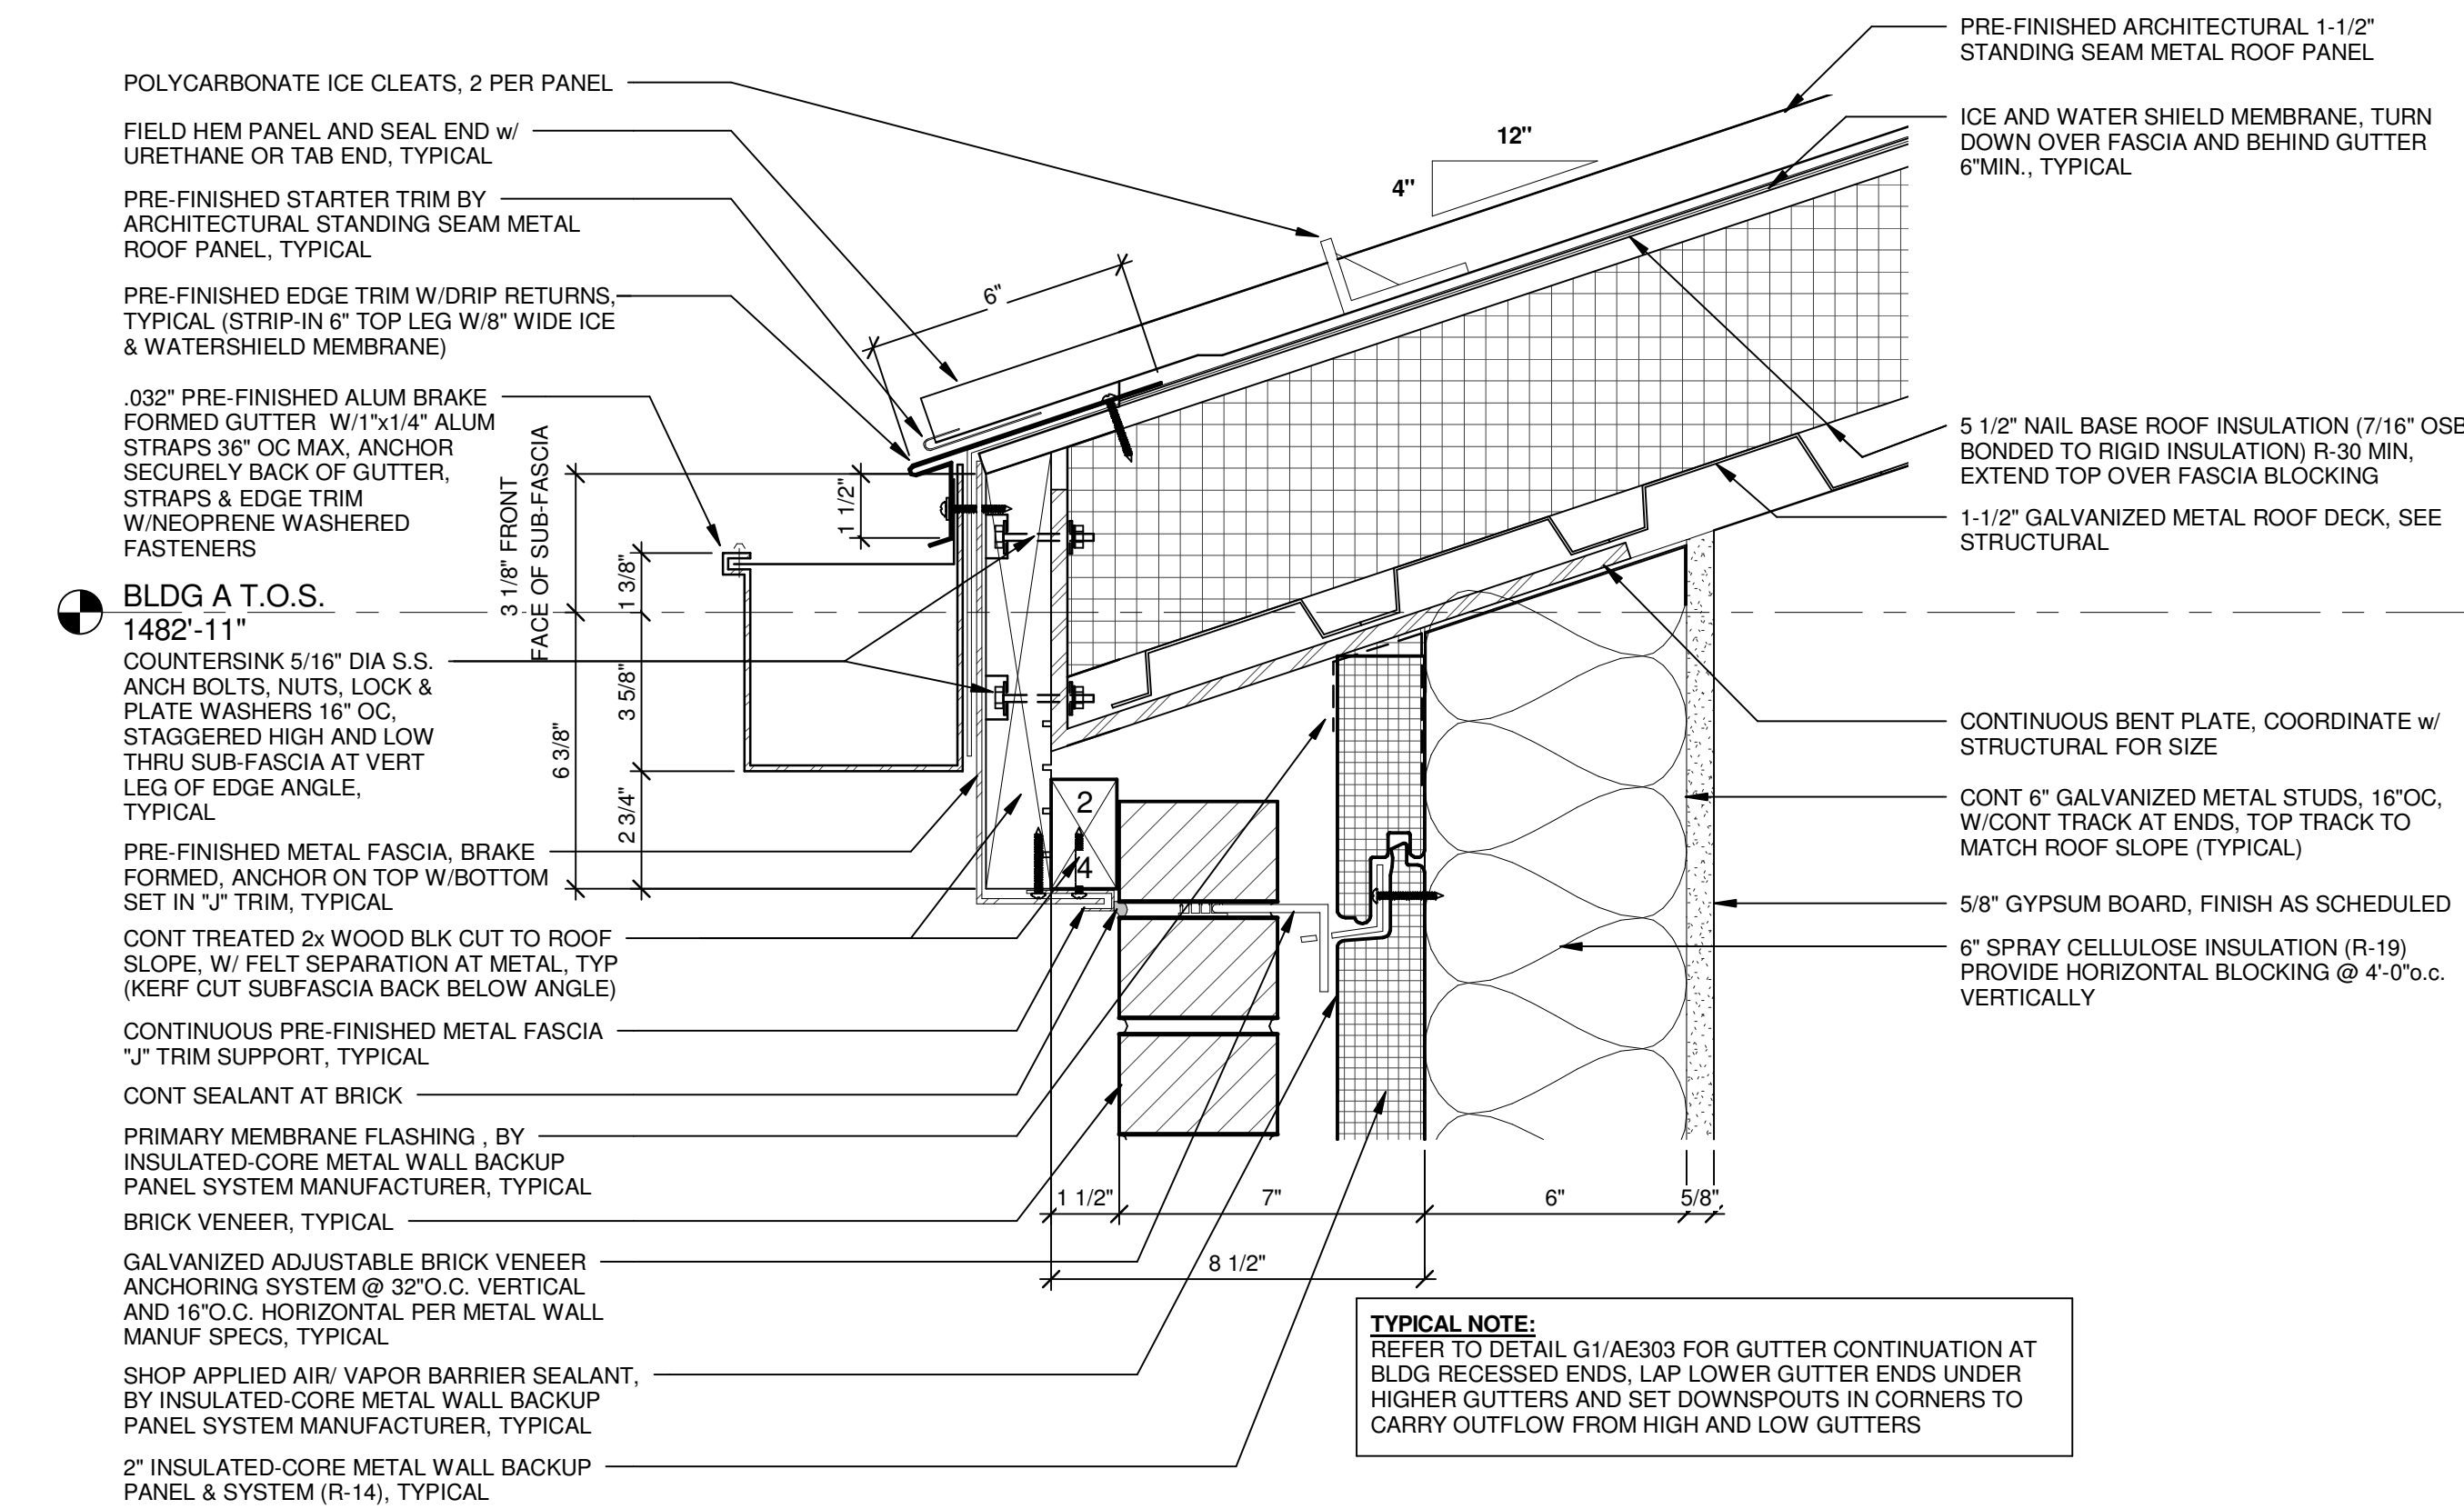 POLYCARBONATE ICE CLEATS, 2 PER PANEL
FIELD HEM PANEL AND SEAL END w/
URETHANE OR TAB END, TYPICAL
PRE-FINISHED STARTER TRIM BY
ARCHITECTURAL STANDING SEAM METAL
ROOF PANEL, TYPICAL
PRE-FINISHED EDGE TRIM W/DRIP RETURNS,
TYPICAL (STRIP-IN 6" TOP LEG W/8" WIDE ICE
& WATERSHIELD MEMBRANE)
.032" PRE-FINISHED ALUM BRAKE
FORMED GUTTER W/1"x1/4" ALUM
STRAPS 36" OC MAX, ANCHOR
SECURELY BACK OF GUTTER,
STRAPS & EDGE TRIM
W/NEOPRENE WASHERED
FASTENERS
BLDG A T.O.S.
1482'-11"
COUNTERSINK 5/16" DIA S.S.
ANCH BOLTS, NUTS, LOCK &
PLATE WASHERS 16" OC,
STAGGERED HIGH AND LOW
THRU SUB-FASCIA AT VERT
LEG OF EDGE ANGLE,
TYPICAL
PRE-FINISHED METAL FASCIA, BRAKE
FORMED, ANCHOR ON TOP W/BOTTOM
SET IN "J" TRIM, TYPICAL
CONT TREATED 2x WOOD BLK CUT TO ROOF
SLOPE, W/ FELT SEPARATION AT METAL, TYP
(KERF CUT SUBFASCIA BACK BELOW ANGLE)
CONTINUOUS PRE-FINISHED METAL FASCIA
"J" TRIM SUPPORT, TYPICAL
CONT SEALANT AT BRICK
PRIMARY MEMBRANE FLASHING , BY
INSULATED-CORE METAL WALL BACKUP
PANEL SYSTEM MANUFACTURER, TYPICAL
BRICK VENEER, TYPICAL
GALVANIZED ADJUSTABLE BRICK VENEER
ANCHORING SYSTEM @ 32"O.C. VERTICAL
AND 16"O.C. HORIZONTAL PER METAL WALL
MANUF SPECS, TYPICAL
SHOP APPLIED AIR/ VAPOR BARRIER SEALANT,
BY INSULATED-CORE METAL WALL BACKUP
PANEL SYSTEM MANUFACTURER, TYPICAL
2" INSULATED-CORE METAL WALL BACKUP
PANEL & SYSTEM (R-14), TYPICAL
3 1/8" FRONT
FACE OF SUB-FASCIA
6 3/8"
1 3/8"
3 5/8"
2 3/4"
1 1/2"
6"
12"
4"
2
4
1 1/2"
7"
6"
5/8"
8 1/2"
PRE-FINISHED ARCHITECTURAL 1-1/2"
STANDING SEAM METAL ROOF PANEL
ICE AND WATER SHIELD MEMBRANE, TURN
DOWN OVER FASCIA AND BEHIND GUTTER
6"MIN., TYPICAL
5 1/2" NAIL BASE ROOF INSULATION (7/16" OSB
BONDED TO RIGID INSULATION) R-30 MIN,
EXTEND TOP OVER FASCIA BLOCKING
1-1/2" GALVANIZED METAL ROOF DECK, SEE
STRUCTURAL
CONTINUOUS BENT PLATE, COORDINATE w/
STRUCTURAL FOR SIZE
CONT 6" GALVANIZED METAL STUDS, 16"OC,
W/CONT TRACK AT ENDS, TOP TRACK TO
MATCH ROOF SLOPE (TYPICAL)
5/8" GYPSUM BOARD, FINISH AS SCHEDULED
6" SPRAY CELLULOSE INSULATION (R-19)
PROVIDE HORIZONTAL BLOCKING @ 4'-0"o.c.
VERTICALLY
TYPICAL NOTE:
REFER TO DETAIL G1/AE303 FOR GUTTER CONTINUATION AT
BLDG RECESSED ENDS, LAP LOWER GUTTER ENDS UNDER
HIGHER GUTTERS AND SET DOWNSPOUTS IN CORNERS TO
CARRY OUTFLOW FROM HIGH AND LOW GUTTERS